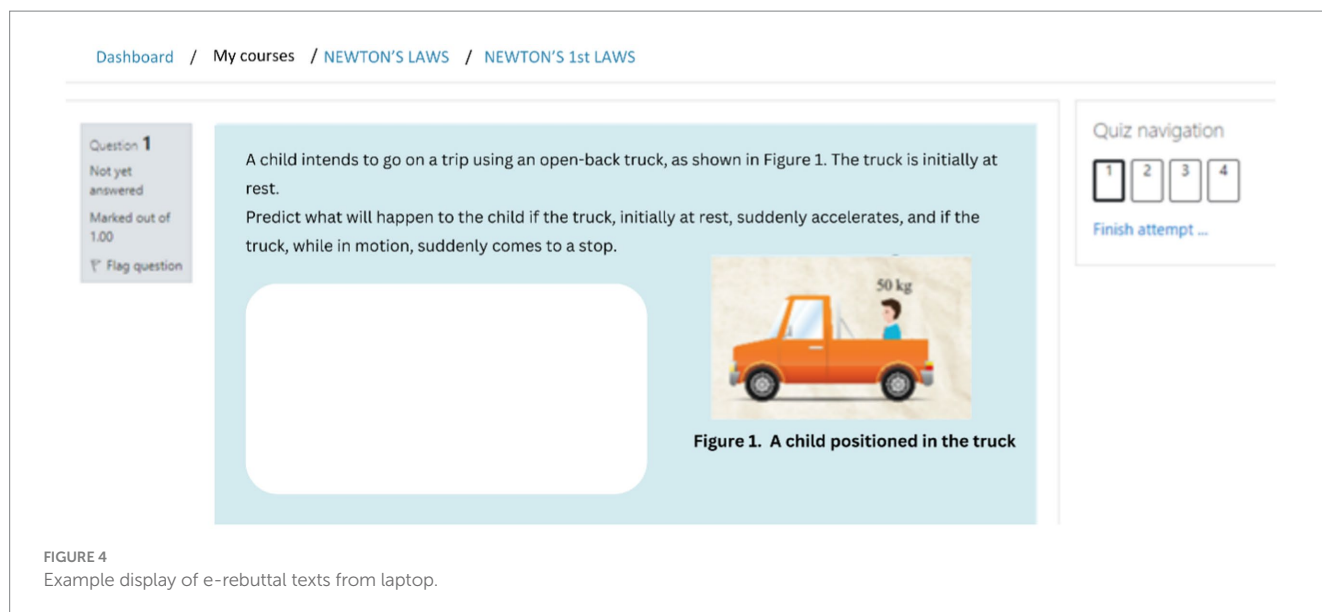 Dashboard / My courses / NEWTON'S LAWS / NEWTON'S 1st LAWS
Question 1
Not yet
answered
Marked out of
1.00
Flag question
A child intends to go on a trip using an open-back truck, as shown in Figure 1. The truck is initially at
rest.
Predict what will happen to the child if the truck, initially at rest, suddenly accelerates, and if the
truck, while in motion, suddenly comes to a stop.
50 kg
Figure 1. A child positioned in the truck
Quiz navigation
1 2 3 4
Finish attempt ...
FIGURE 4
Example display of e-rebuttal texts from laptop.